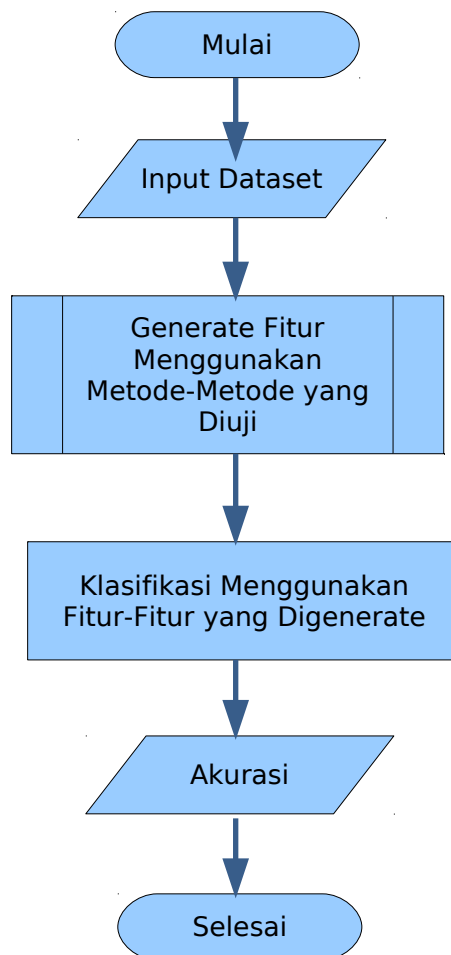 Mulai
Input Dataset
Generate Fitur
Menggunakan
Metode-Metode yang
Diuji
Klasifikasi Menggunakan
Fitur-Fitur yang Digenerate
Akurasi
Selesai